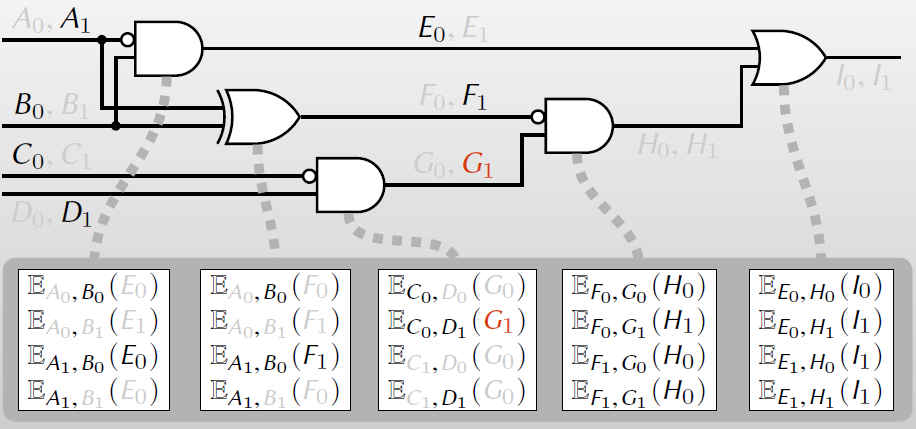 A₀, A₁
E₀, E₁
B₀, B₁
F₀, F₁
I₀, I₁
C₀, C₁
G₀, G₁
H₀, H₁
D₀, D₁
𝔼A₀,B₀(E₀)
𝔼A₀,B₁(E₁)
𝔼A₁,B₀(E₀)
𝔼A₁,B₁(E₀)
𝔼A₀,B₀(F₀)
𝔼A₀,B₁(F₁)
𝔼A₁,B₀(F₁)
𝔼A₁,B₁(F₀)
𝔼C₀,D₀(G₀)
𝔼C₀,D₁(G₁)
𝔼C₁,D₀(G₀)
𝔼C₁,D₁(G₀)
𝔼F₀,G₀(H₀)
𝔼F₀,G₁(H₁)
𝔼F₁,G₀(H₀)
𝔼F₁,G₁(H₀)
𝔼E₀,H₀(I₀)
𝔼E₀,H₁(I₁)
𝔼E₁,H₀(I₁)
𝔼E₁,H₁(I₁)